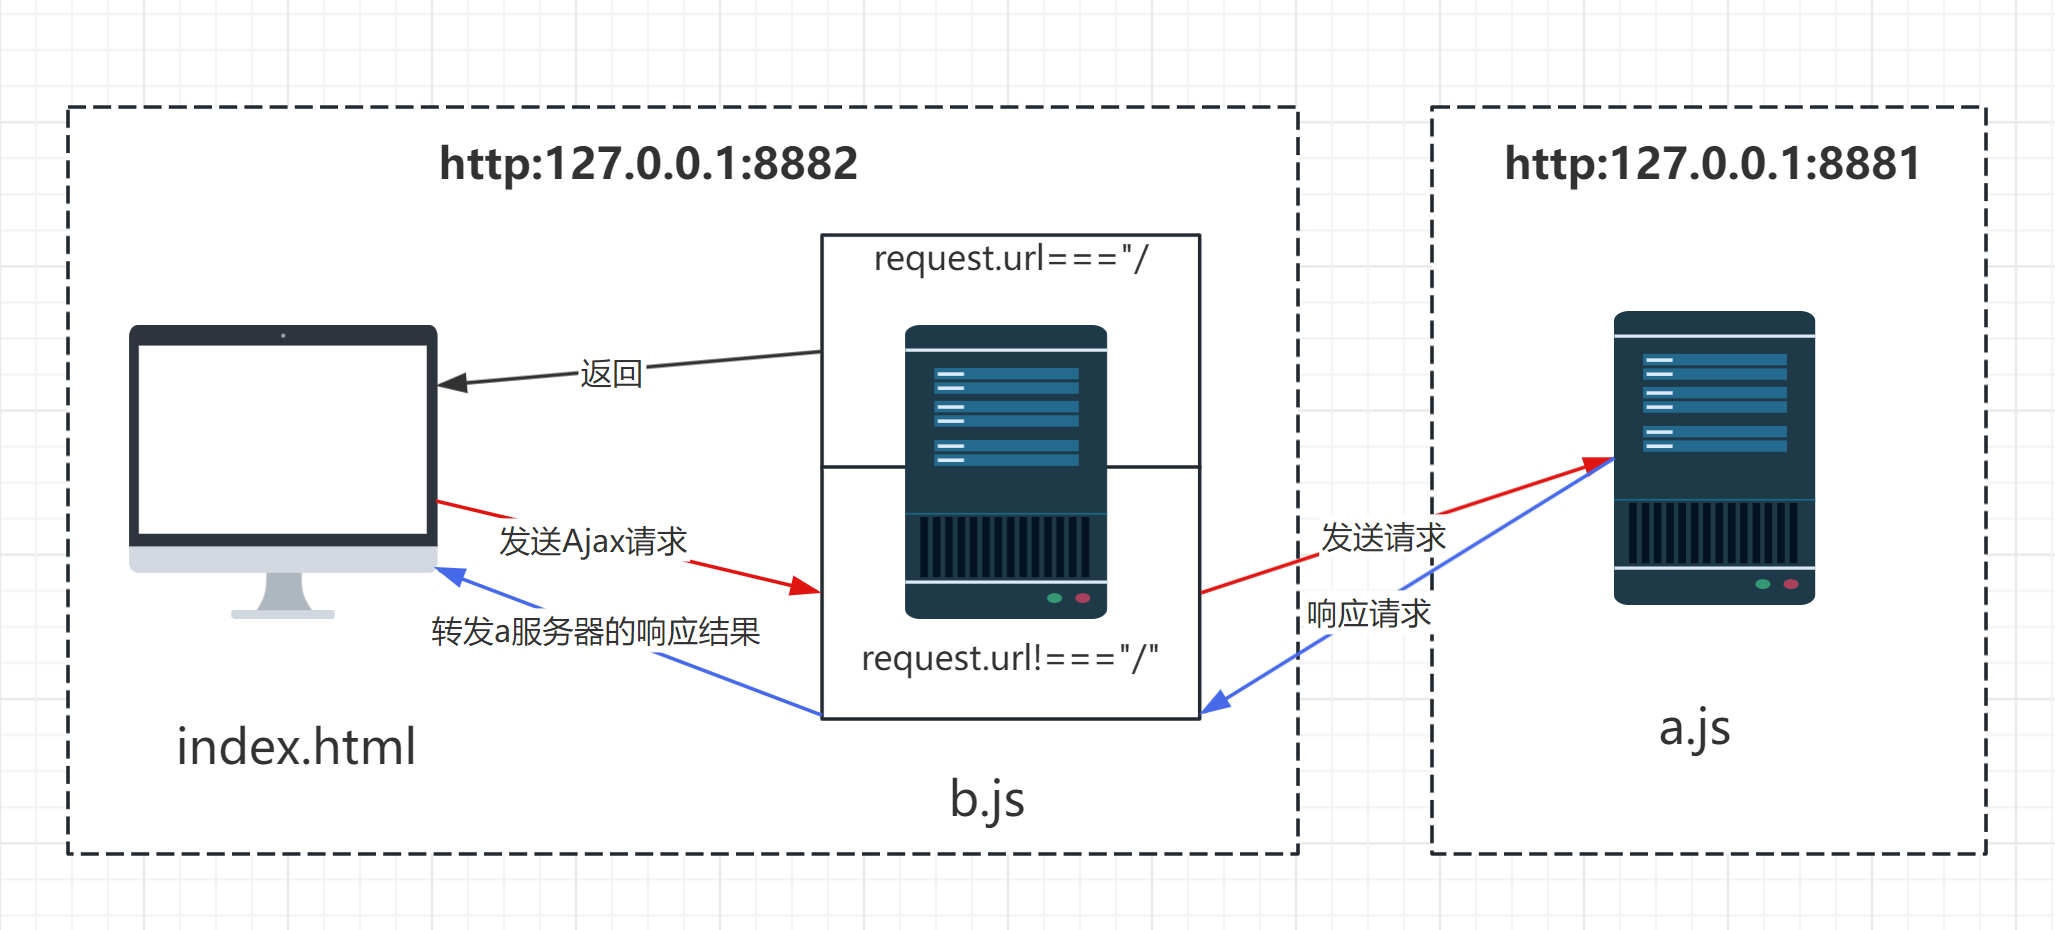 http:127.0.0.1:8882
request.url==="/
返回
发送Ajax请求
转发a服务器的响应结果
request.url!==="/"
index.html
b.js
发送请求
响应请求
http:127.0.0.1:8881
a.js